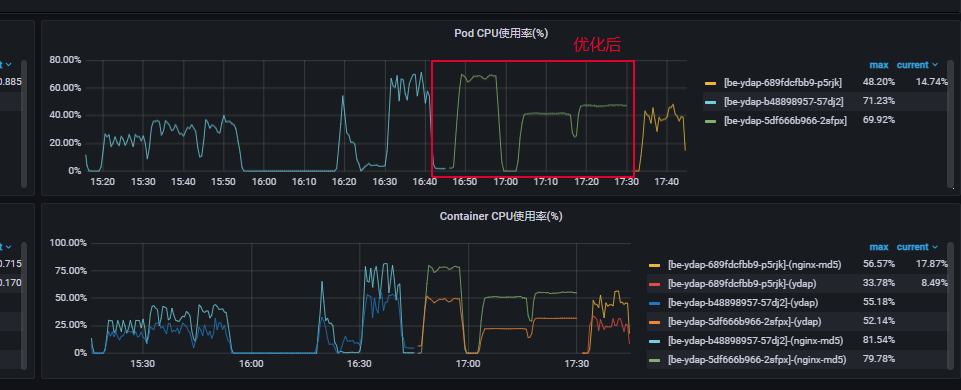 Pod CPU使用率(%)
优化后
80.00%
60.00%
40.00%
20.00%
0%
15:20 15:30 15:40 15:50 16:00 16:10 16:20 16:30 16:40 16:50 17:00 17:10 17:20 17:30 17:40
max current
[be-ydap-689fdcfbb9-p5rjk] 48.20% 14.74%
[be-ydap-b48898957-57dj2] 71.23%
[be-ydap-5df666b966-2sfpx] 69.92%
Container CPU使用率(%)
100.00%
75.00%
50.00%
25.00%
0%
15:30 16:00 16:30 17:00 17:30
max current
[be-ydap-689fdcfbb9-p5rjk]-(nginx-md5) 56.57% 17.87%
[be-ydap-689fdcfbb9-p5rjk]-(ydap) 33.78% 8.49%
[be-ydap-b48898957-57dj2]-(ydap) 55.18%
[be-ydap-5df666b966-2sfpx]-(ydap) 52.14%
[be-ydap-b48898957-57dj2]-(nginx-md5) 81.54%
[be-ydap-5df666b966-2sfpx]-(nginx-md5) 79.78%